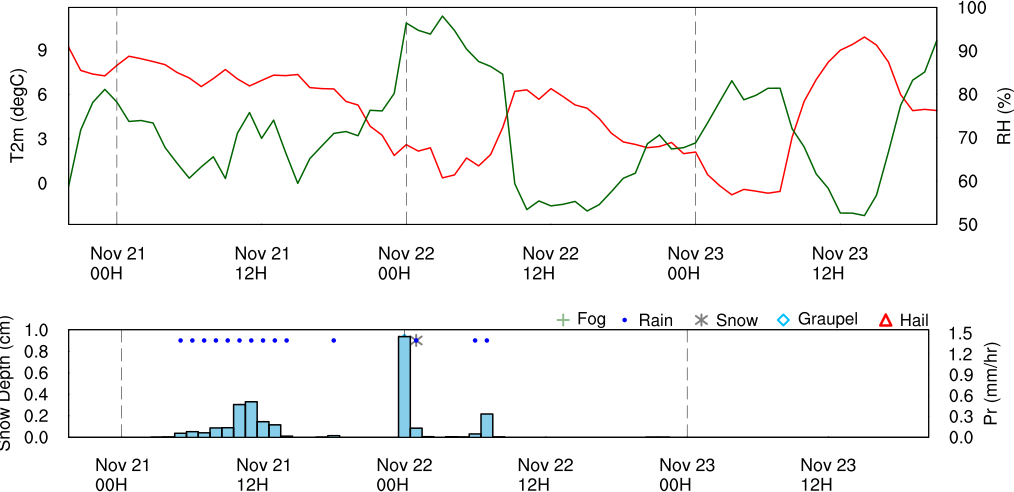 100
9 90
6 80
3 70
0 60
50
T2m (degC)
RH (%)
Nov 21 Nov 21 Nov 22 Nov 22 Nov 23 Nov 23
00H 12H 00H 12H 00H 12H
Fog Rain Snow Graupel Hail
1.0 1.5
0.8 1.2
0.6 0.9
0.4 0.6
0.2 0.3
0.0 0.0
Snow Depth (cm)
Pr (mm/hr)
Nov 21 Nov 21 Nov 22 Nov 22 Nov 23 Nov 23
00H 12H 00H 12H 00H 12H